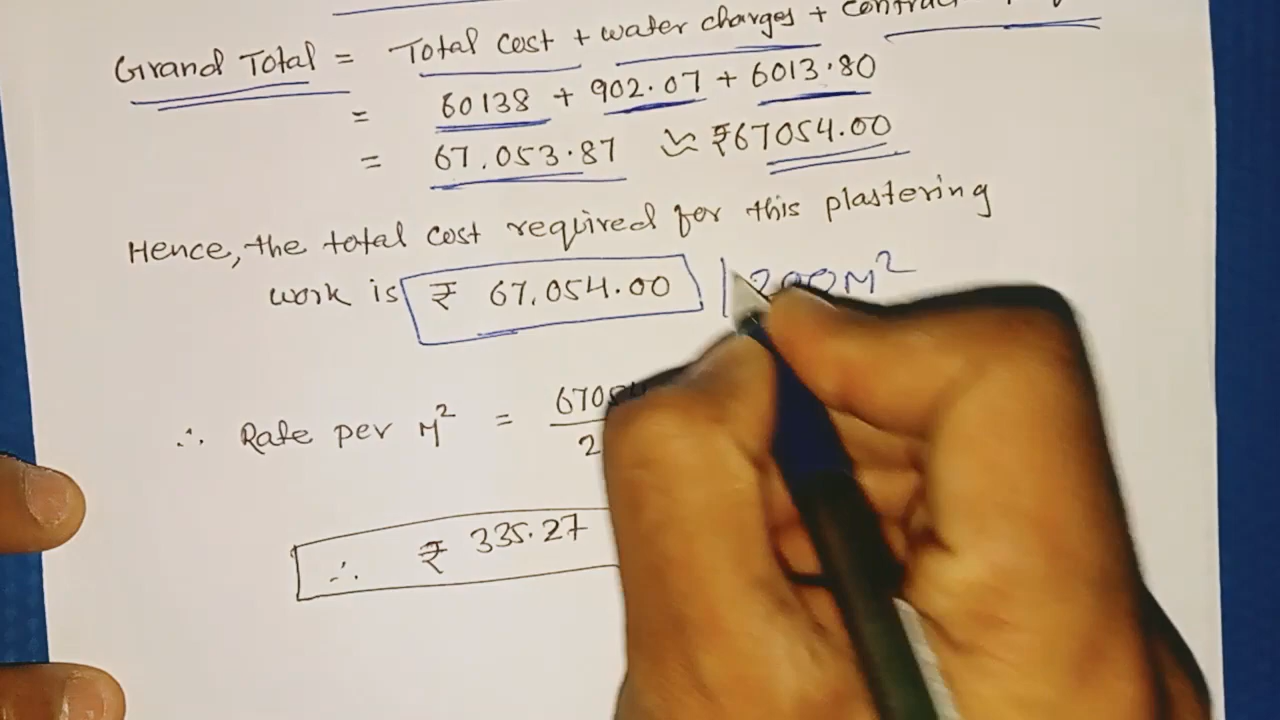 Grand Total = Total cost + water charges +
= 60138 + 902.07 + 6013.80
= 67,053.87 ≈ ₹67054.00
Hence, the total cost required for this plastering
work is ₹ 67,054.00 | 200M²
∴ Rate per M² =
∴ ₹ 335.27